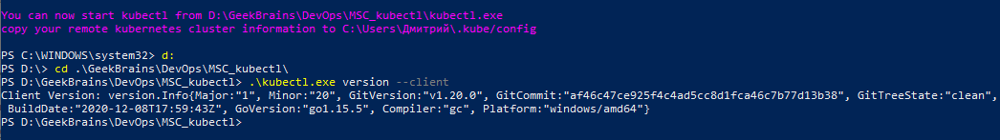 You can now start kubectl from D:\GeekBrains\DevOps\MSC_kubectl\kubectl.exe
copy your remote kubernetes cluster information to C:\Users\Дмитрий\.kube/config
PS C:\WINDOWS\system32> d:
PS D:\> cd .\GeekBrains\DevOps\MSC_kubectl\
PS D:\GeekBrains\DevOps\MSC_kubectl> .\kubectl.exe version --client
Client Version: version.Info{Major:"1", Minor:"20", GitVersion:"v1.20.0", GitCommit:"af46c47ce925f4c4ad5cc8d1fca46c7b77d13b38", GitTreeState:"clean",
 BuildDate:"2020-12-08T17:59:43Z", GoVersion:"go1.15.5", Compiler:"gc", Platform:"windows/amd64"}
PS D:\GeekBrains\DevOps\MSC_kubectl>